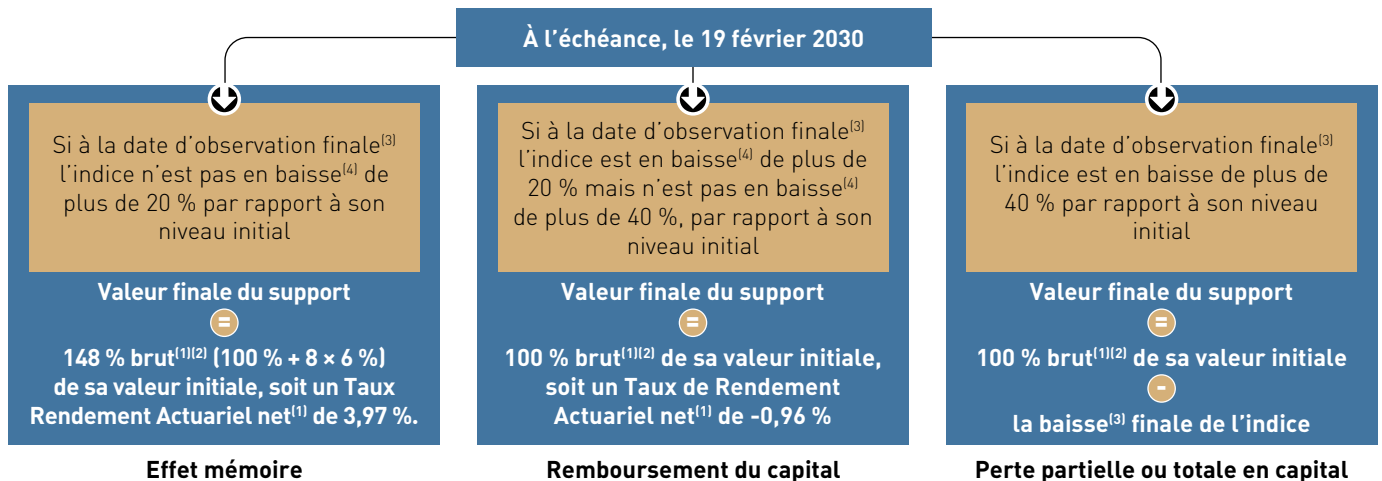 À l’échéance, le 19 février 2030
Si à la date d’observation finale(3)
l’indice n’est pas en baisse(4) de
plus de 20 % par rapport à son
niveau initial
Valeur finale du support
=
148 % brut(1)(2) (100 % + 8 × 6 %)
de sa valeur initiale, soit un Taux
Rendement Actuariel net(1) de 3,97 %.
Effet mémoire
Si à la date d’observation finale(3)
l’indice est en baisse(4) de plus de
20 % mais n’est pas en baisse(4)
de plus de 40 %, par rapport à son
niveau initial
Valeur finale du support
=
100 % brut(1)(2) de sa valeur initiale,
soit un Taux de Rendement
Actuariel net(1) de -0,96 %
Remboursement du capital
Si à la date d’observation finale(3)
l’indice est en baisse de plus de
40 % par rapport à son niveau
initial
Valeur finale du support
=
100 % brut(1)(2) de sa valeur initiale
-
la baisse(3) finale de l’indice
Perte partielle ou totale en capital